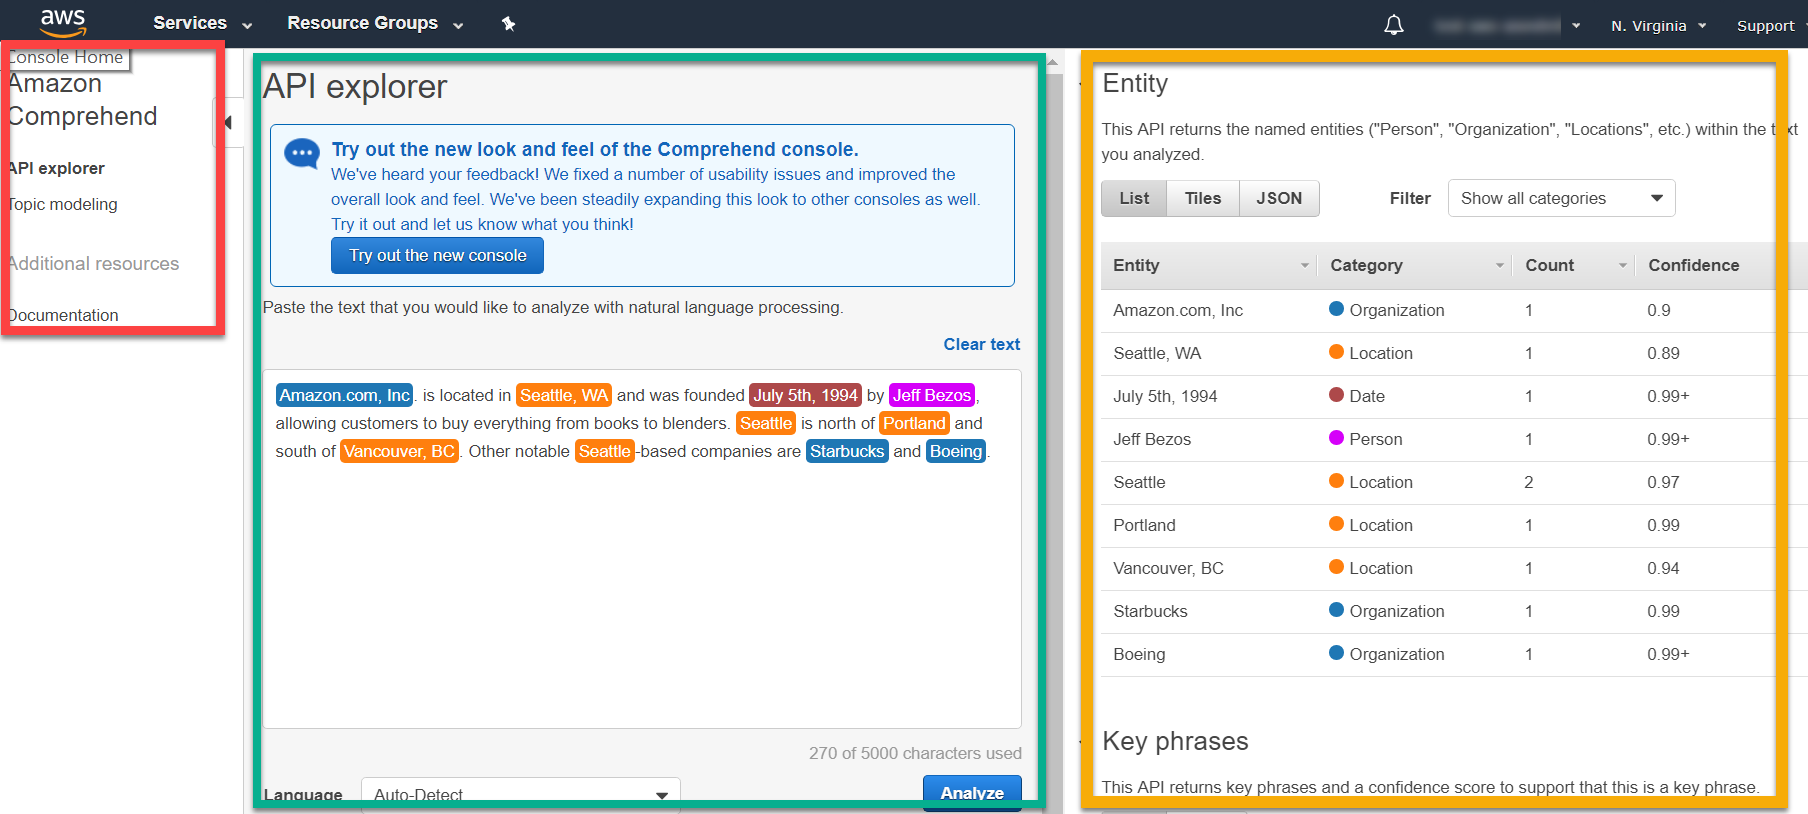 aws
Services
Resource Groups
N. Virginia
Support
Console Home
Amazon
Comprehend
API explorer
Topic modeling
Additional resources
Documentation
API explorer
Try out the new look and feel of the Comprehend console.
We've heard your feedback! We fixed a number of usability issues and improved the
overall look and feel. We've been steadily expanding this look to other consoles as well.
Try it out and let us know what you think!
Try out the new console
Paste the text that you would like to analyze with natural language processing.
Clear text
Amazon.com, Inc. is located in Seattle, WA and was founded July 5th, 1994 by Jeff Bezos,
allowing customers to buy everything from books to blenders. Seattle is north of Portland and
south of Vancouver, BC. Other notable Seattle-based companies are Starbucks and Boeing.
270 of 5000 characters used
Language Auto-Detect Analyze
Entity
This API returns the named entities ("Person", "Organization", "Locations", etc.) within the text
you analyzed.
List Tiles JSON Filter Show all categories
Entity Category Count Confidence
Amazon.com, Inc Organization 1 0.9
Seattle, WA Location 1 0.89
July 5th, 1994 Date 1 0.99+
Jeff Bezos Person 1 0.99+
Seattle Location 2 0.97
Portland Location 1 0.99
Vancouver, BC Location 1 0.94
Starbucks Organization 1 0.99
Boeing Organization 1 0.99+
Key phrases
This API returns key phrases and a confidence score to support that this is a key phrase.